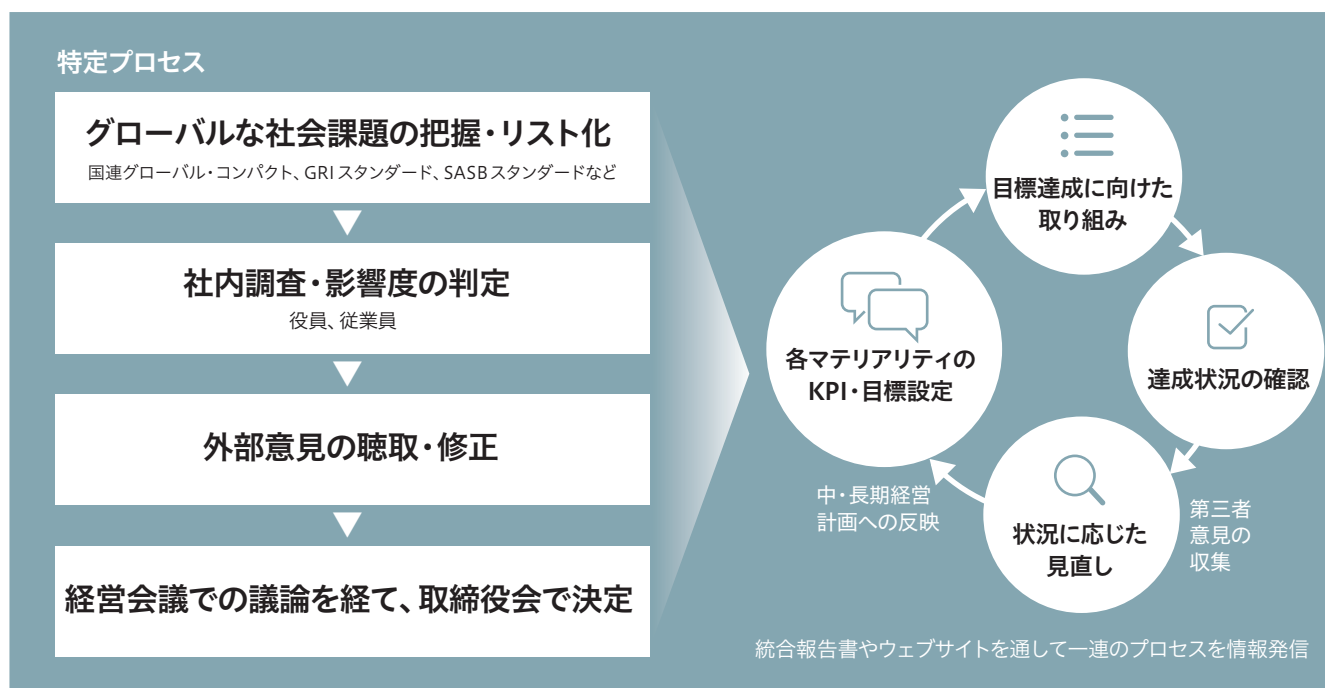 特定プロセス
グローバルな社会課題の把握・リスト化
国連グローバル・コンパクト、GRIスタンダード、SASBスタンダードなど
社内調査・影響度の判定
役員、従業員
外部意見の聴取・修正
経営会議での議論を経て、取締役会で決定
目標達成に向けた
取り組み
達成状況の確認
第三者
意見の
収集
状況に応じた
見直し
中・長期経営
計画への反映
各マテリアリティの
KPI・目標設定
統合報告書やウェブサイトを通して一連のプロセスを情報発信